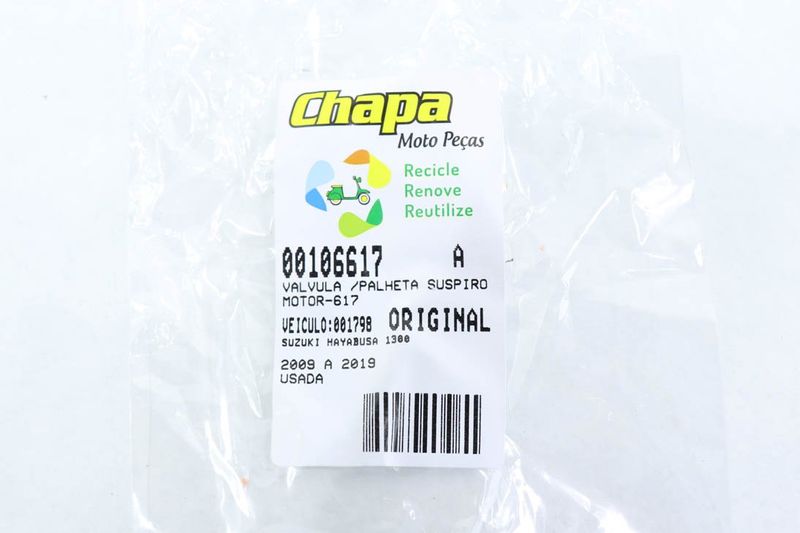 Chapa
Moto Peças
Recicle
Renove
Reutilize
00106617 A
VALVULA /PALHETA SUSPIRO
MOTOR-617
VEICULO:001798 ORIGINAL
SUZUKI HAYABUSA 1300
2009 A 2019
USADA